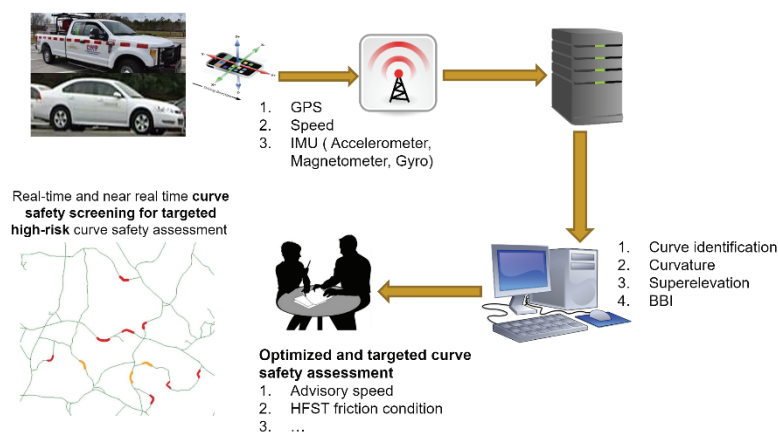 1. GPS
2. Speed
3. IMU ( Accelerometer,
Magnetometer, Gyro)
Real-time and near real time curve
safety screening for targeted
high-risk curve safety assessment
1. Curve identification
2. Curvature
3. Superelevation
4. BBI
Optimized and targeted curve
safety assessment
1. Advisory speed
2. HFST friction condition
3. …